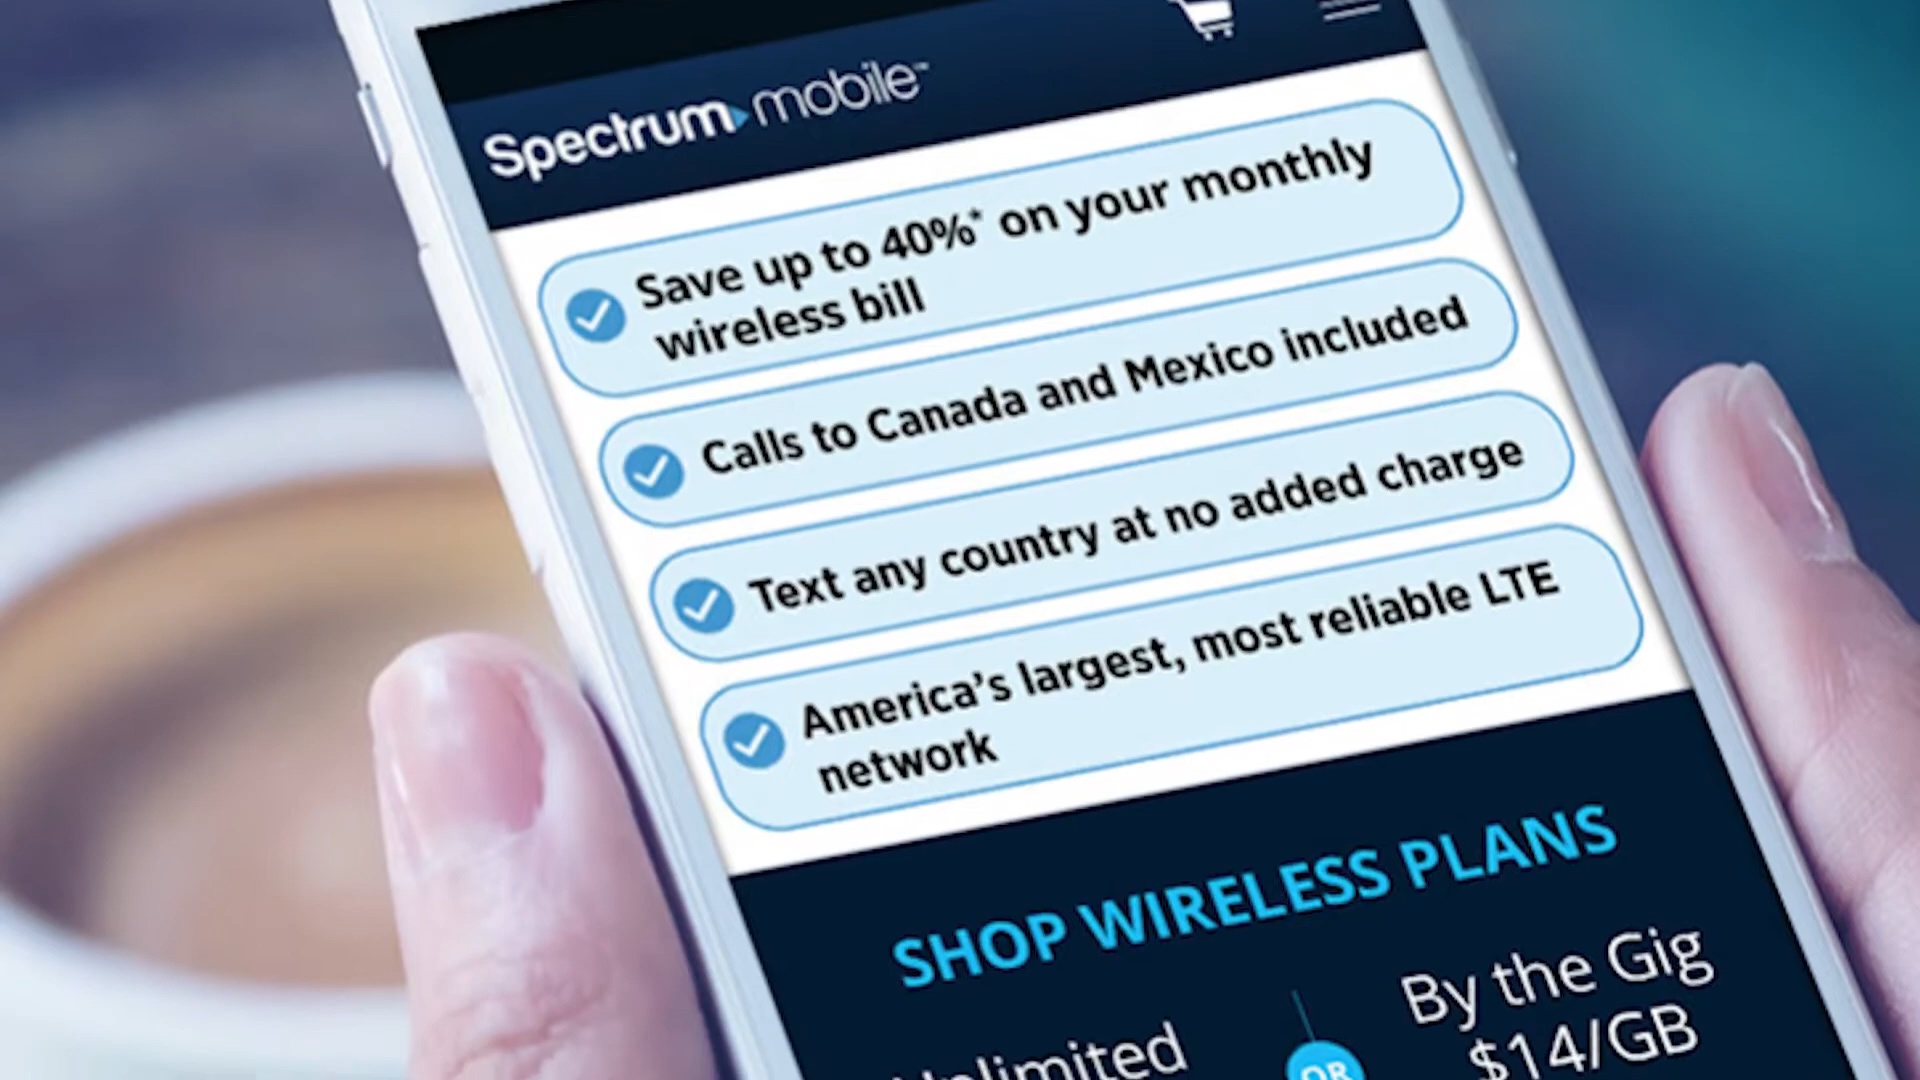 Spectrum mobile™
Save up to 40%* on your monthly
wireless bill
Calls to Canada and Mexico included
Text any country at no added charge
America's largest, most reliable LTE
network
SHOP WIRELESS PLANS
By the Gig
Unlimited
OR
$14/GB